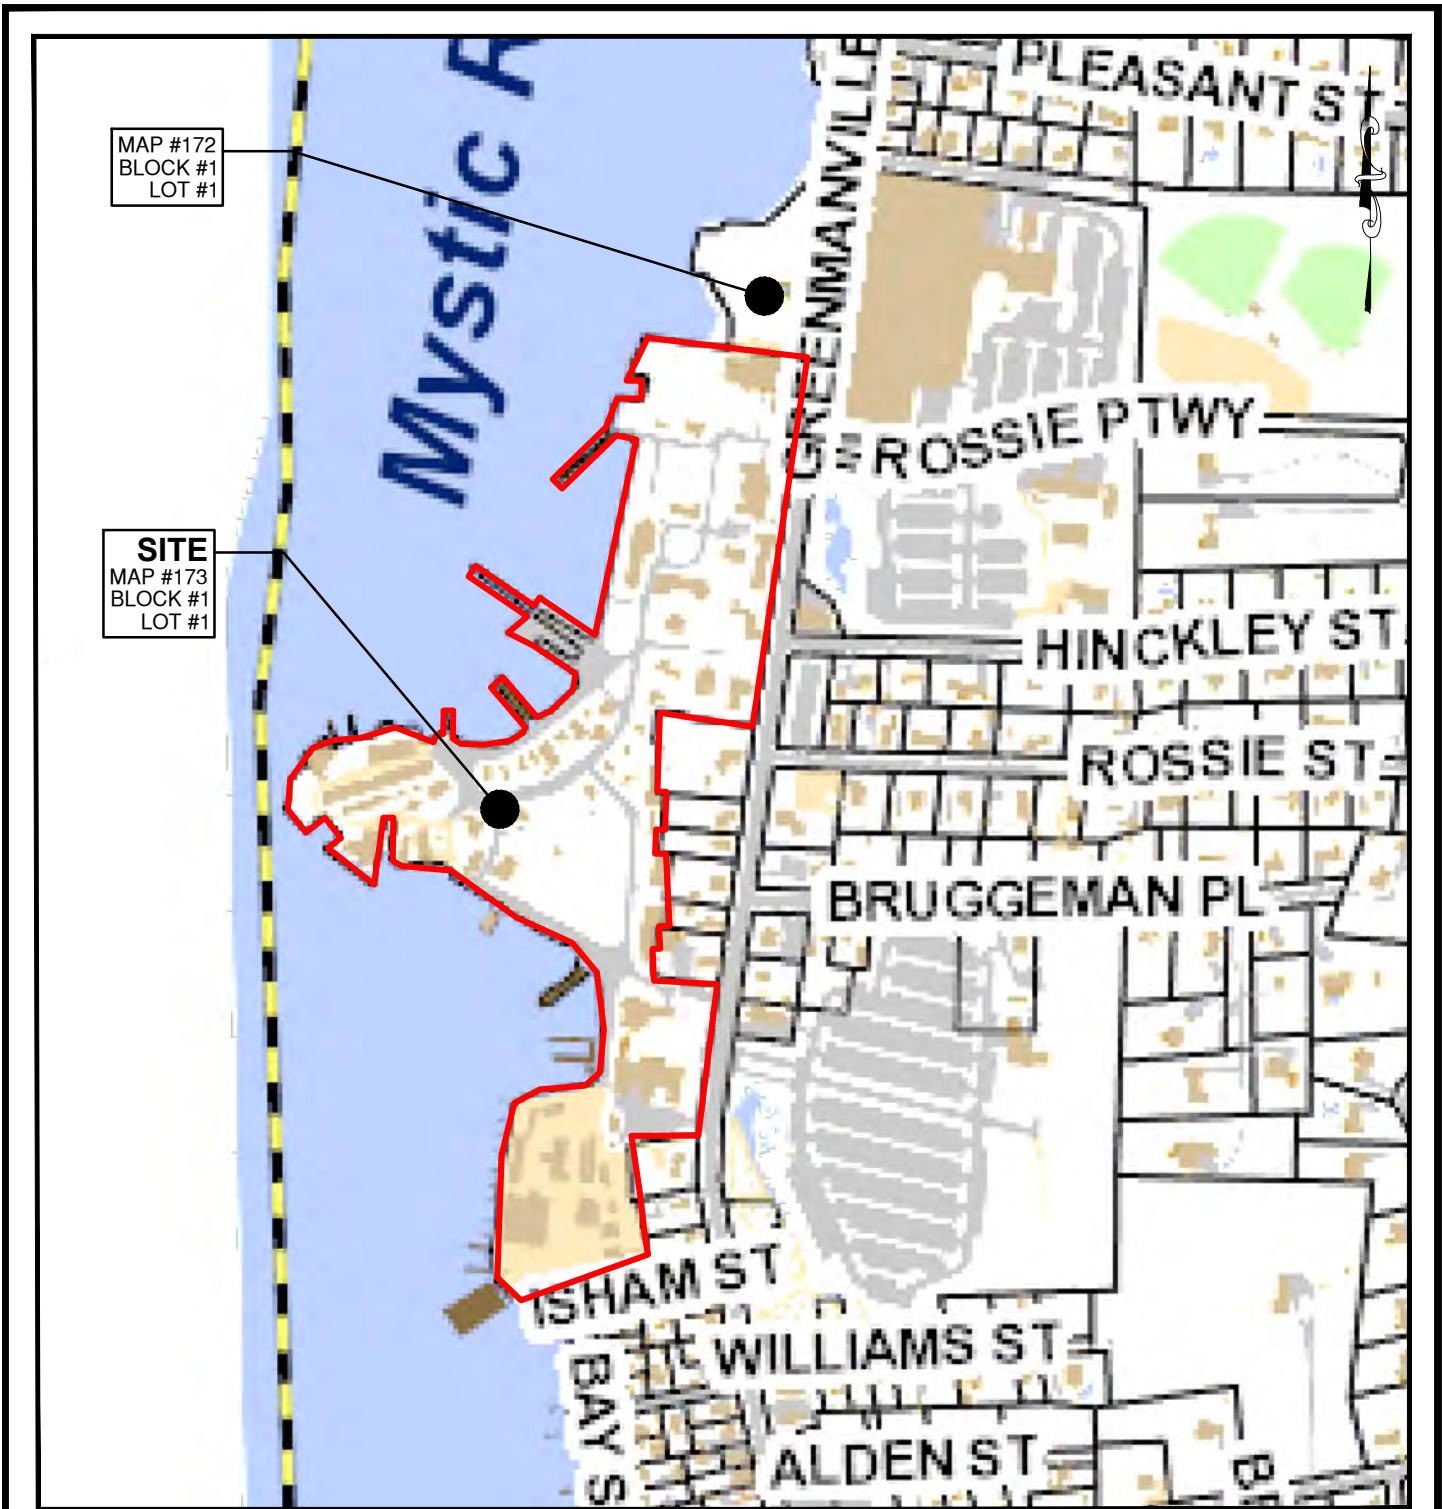 PLEASANT ST
MAP #172
BLOCK #1
LOT #1
Mystic R
GREENMANVILLE
ROSSIE PTWY
SITE
MAP #173
BLOCK #1
LOT #1
HINCKLEY ST
ROSSIE ST
BRUGGEMAN PL
ISHAM ST
WILLIAMS ST
BAY S
ALDEN ST